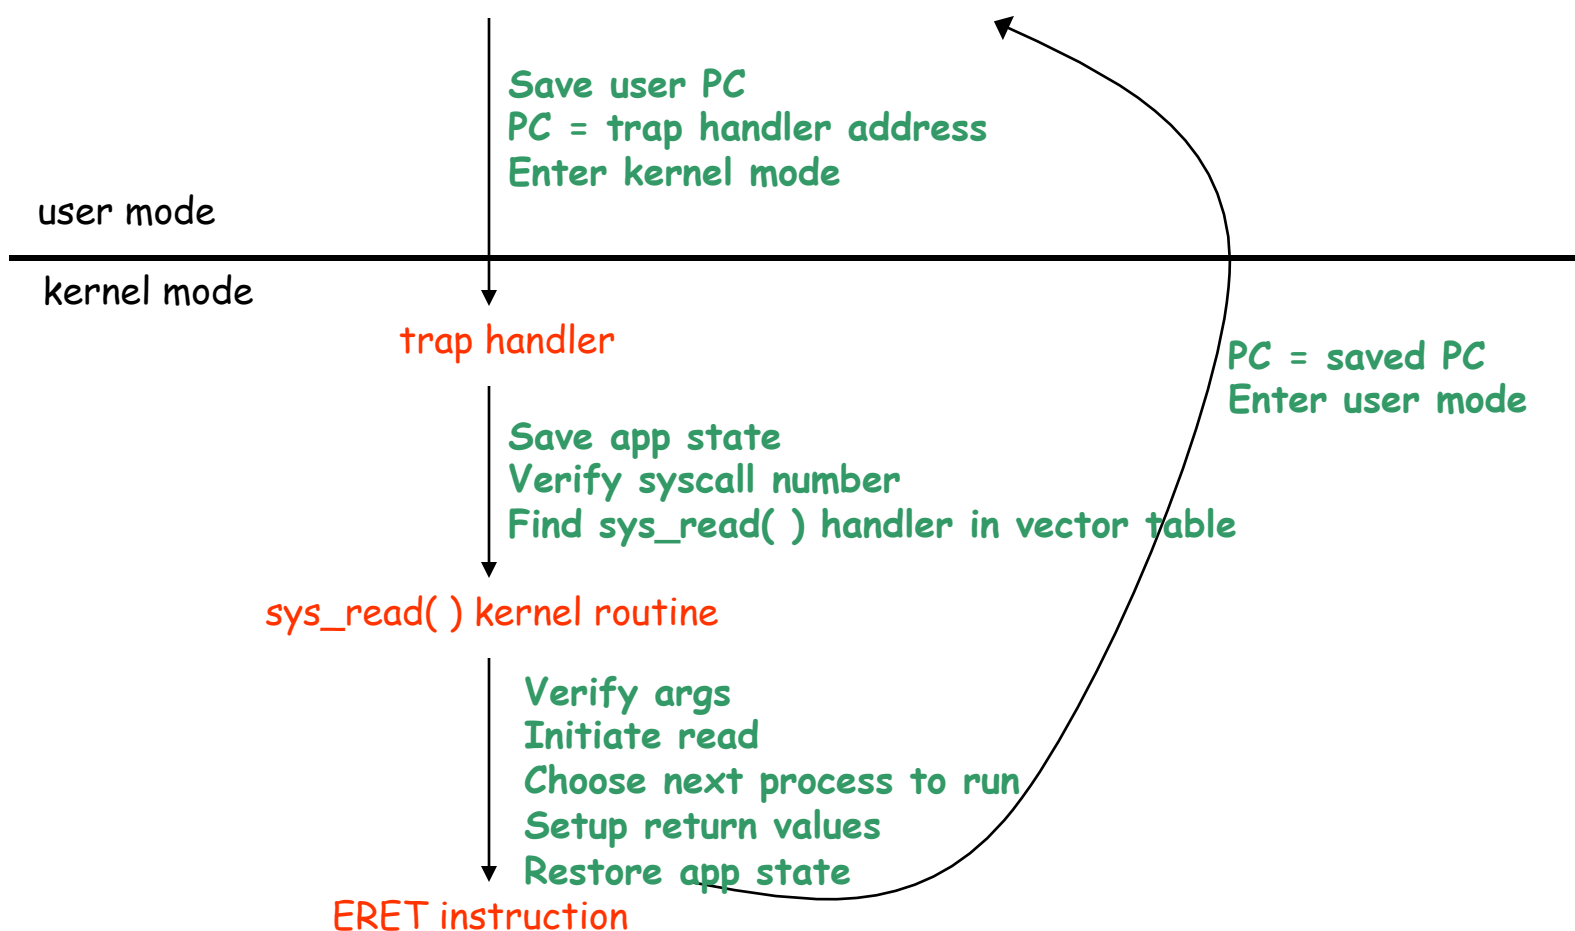 Save user PC
PC = trap handler address
Enter kernel mode
user mode
kernel mode
trap handler
PC = saved PC
Enter user mode
Save app state
Verify syscall number
Find sys_read( ) handler in vector table
sys_read( ) kernel routine
Verify args
Initiate read
Choose next process to run
Setup return values
Restore app state
ERET instruction